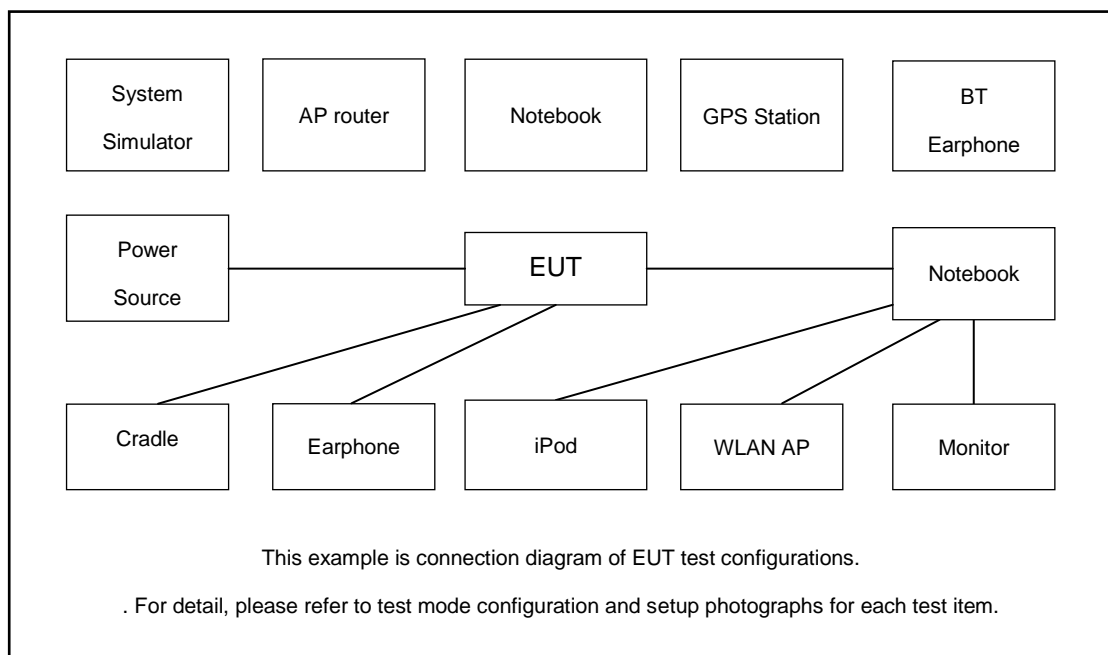 System
Simulator
AP router
Notebook
GPS Station
BT
Earphone
Power
Source
EUT
Notebook
Cradle
Earphone
iPod
WLAN AP
Monitor
This example is connection diagram of EUT test configurations.
. For detail, please refer to test mode configuration and setup photographs for each test item.